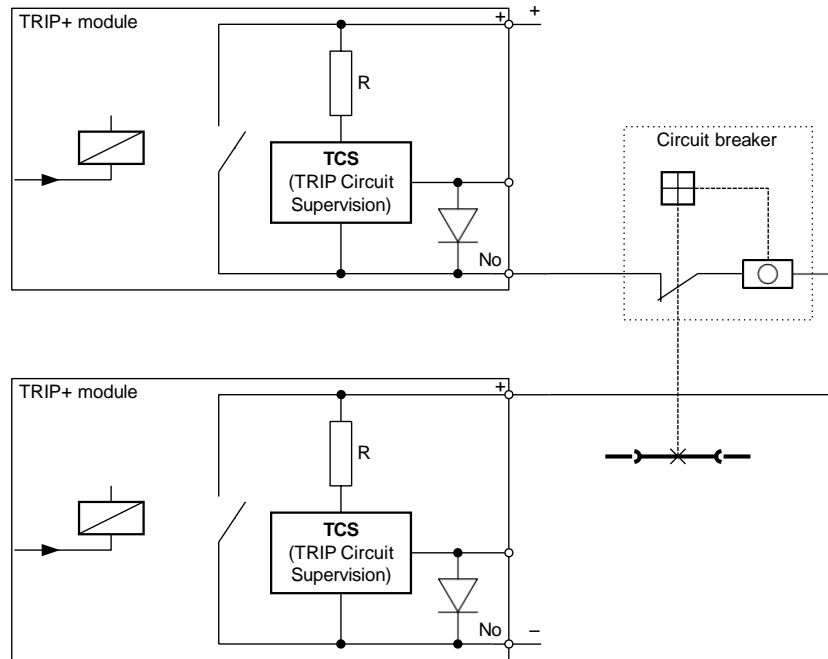 TRIP+ module
+
+
R
TCS
(TRIP Circuit
Supervision)
No
Circuit breaker
TRIP+ module
+
R
TCS
(TRIP Circuit
Supervision)
No
–